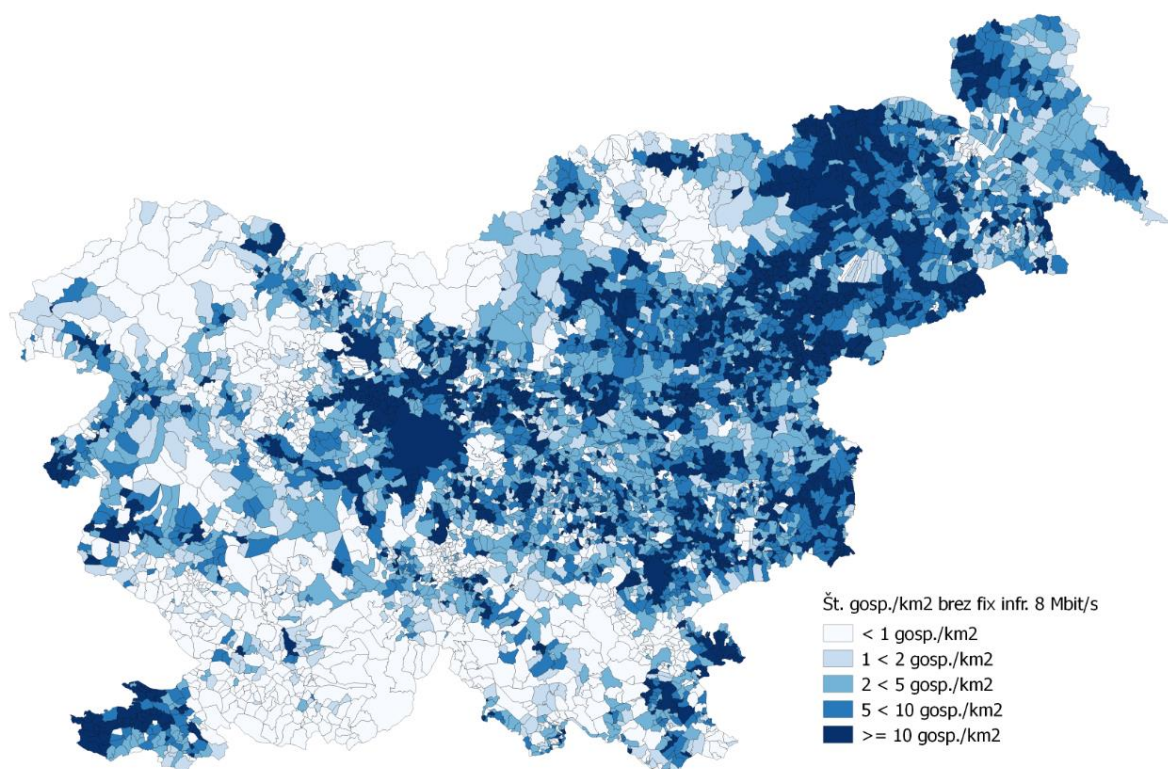 Št. gosp./km2 brez fix infr. 8 Mbit/s
< 1 gosp./km2
1 < 2 gosp./km2
2 < 5 gosp./km2
5 < 10 gosp./km2
>= 10 gosp./km2